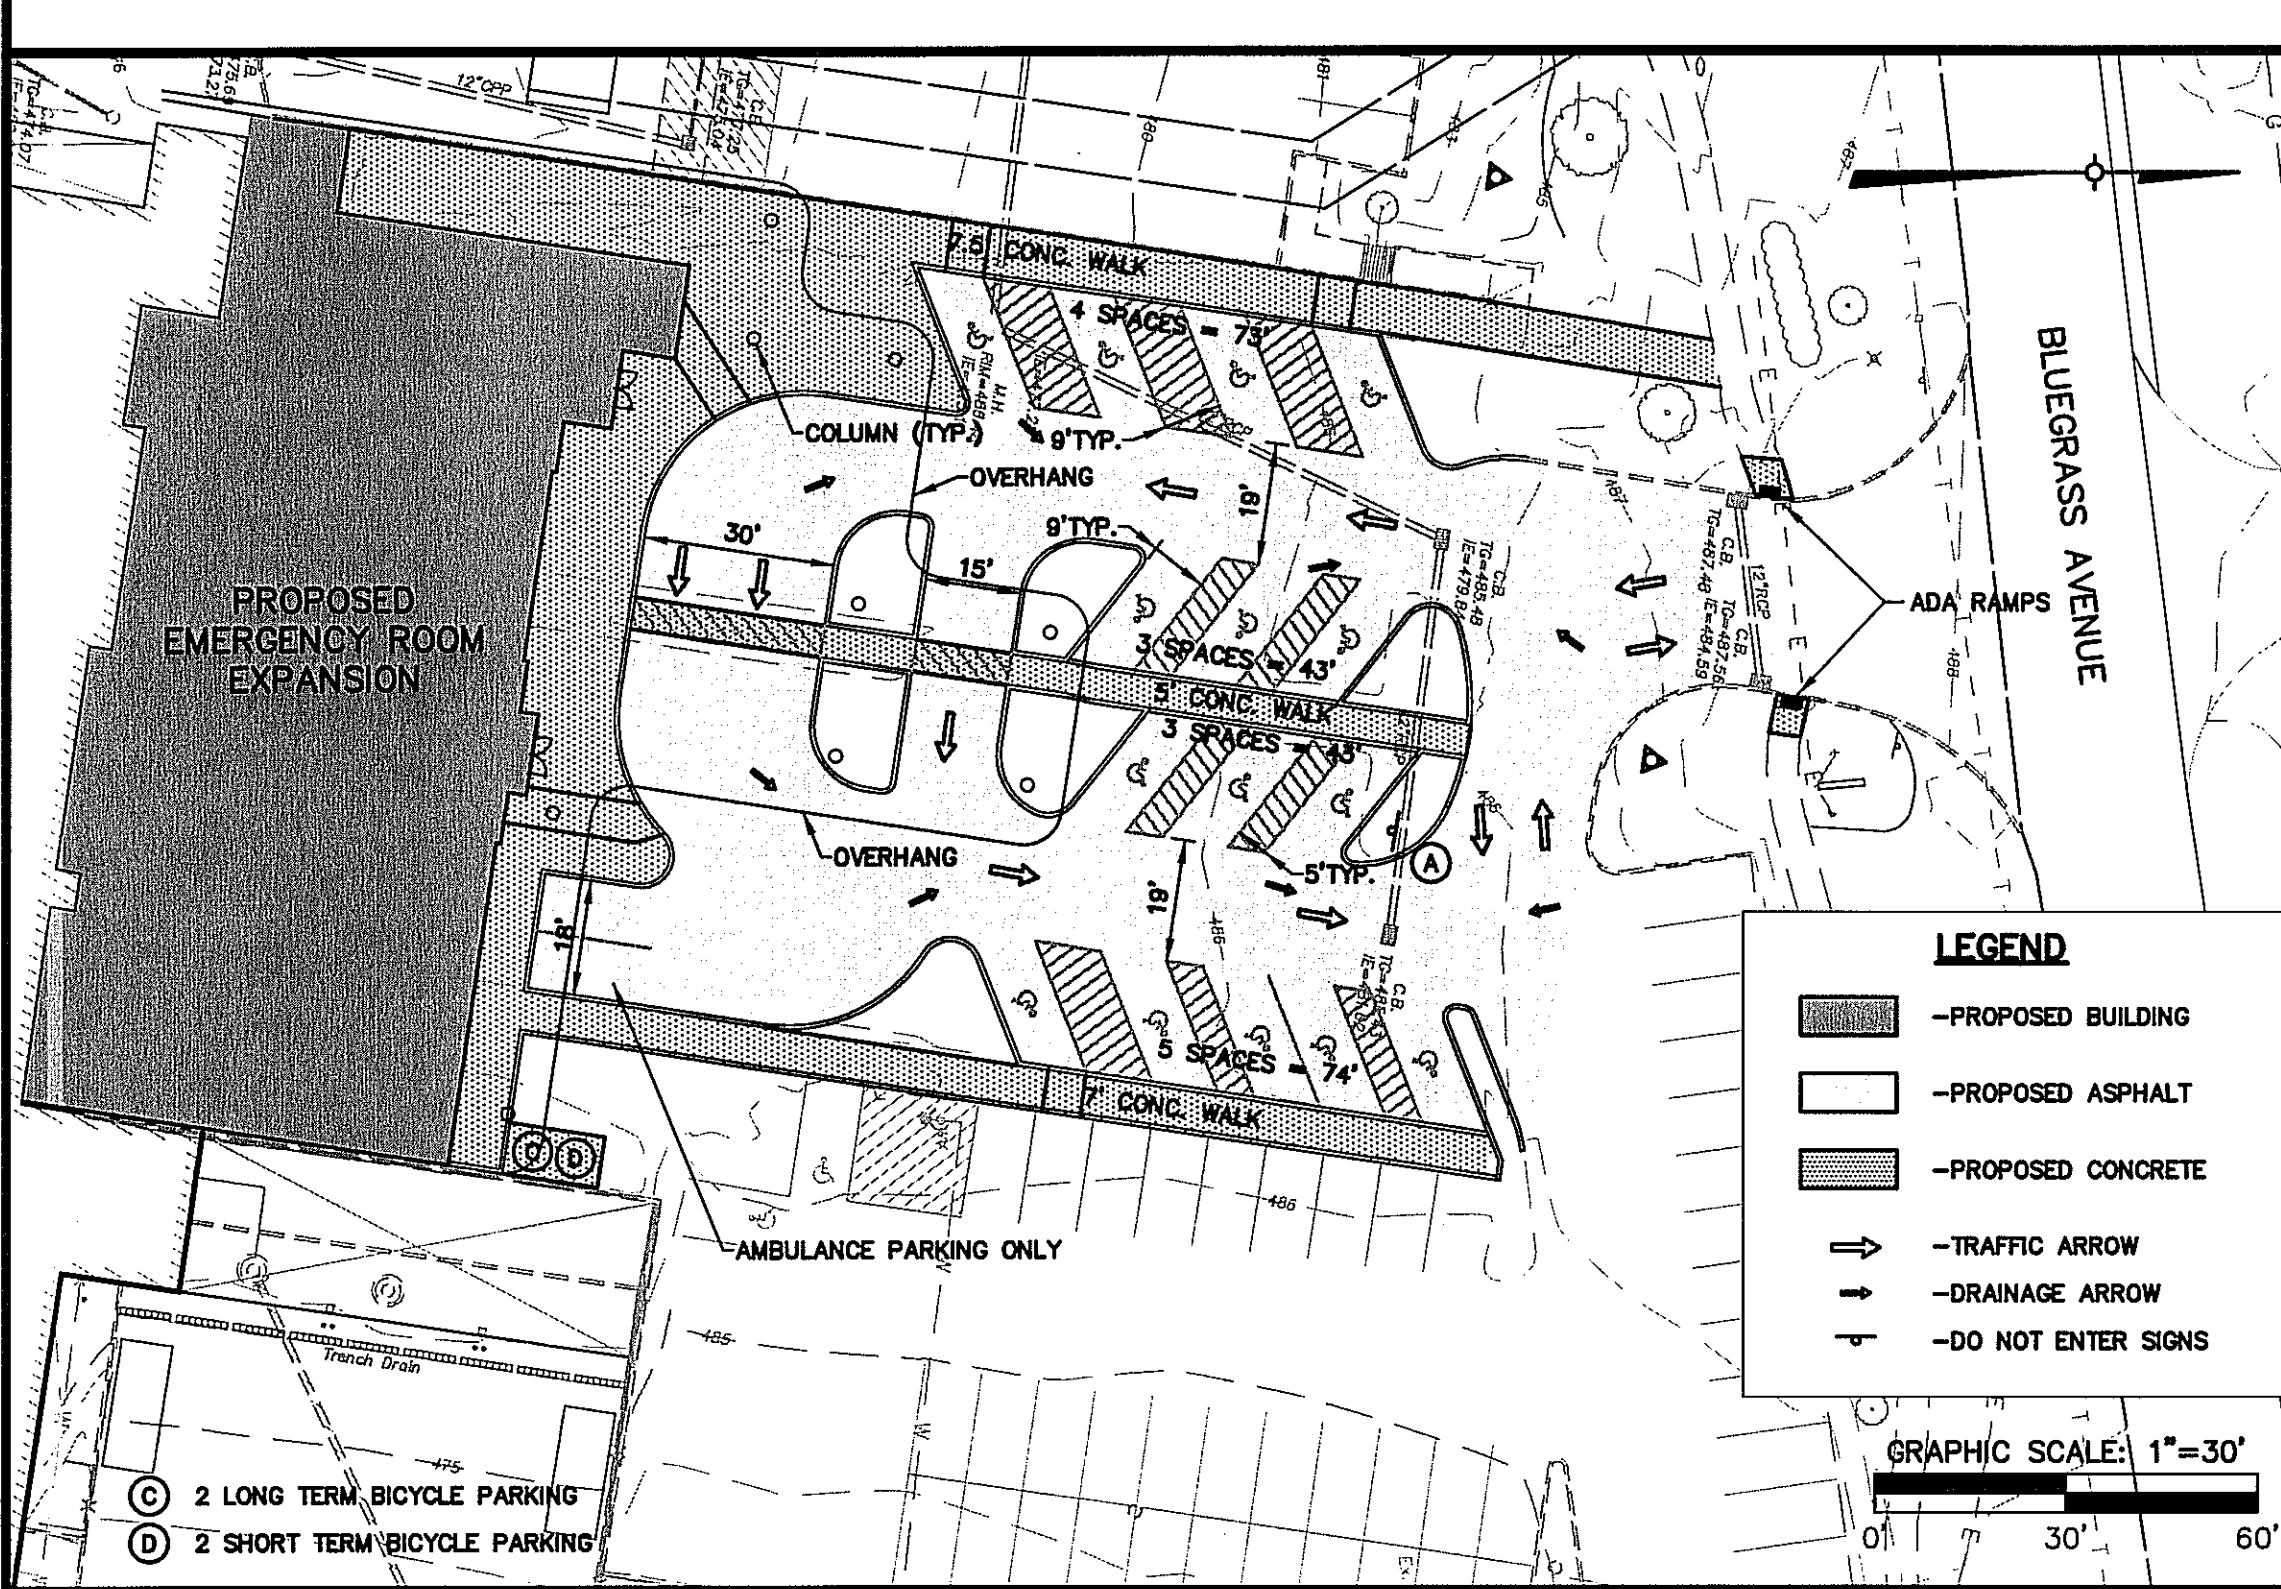 12"CPP
7.5'
CONC. WALK
4 SPACES = 73'
COLUMN (TYP.)
9'TYP.
OVERHANG
30'
15'
9'TYP.
19'
C.B.
TG=485.48
C.B.
TG=487.48
C.B.
TG=487.56
IE=484.59
12"RCP
ADA RAMPS
BLUEGRASS AVENUE
PROPOSED
EMERGENCY ROOM
EXPANSION
3 SPACES = 43'
5' CONC. WALK
3 SPACES = 43'
OVERHANG
5'TYP.
A
19'
18'
5 SPACES = 74'
7' CONC. WALK
D
AMBULANCE PARKING ONLY
486
485
475
Trench Drain
LEGEND
-PROPOSED BUILDING
-PROPOSED ASPHALT
-PROPOSED CONCRETE
-TRAFFIC ARROW
-DRAINAGE ARROW
-DO NOT ENTER SIGNS
GRAPHIC SCALE: 1"=30'
0' 30' 60'
C 2 LONG TERM BICYCLE PARKING
D 2 SHORT TERM BICYCLE PARKING